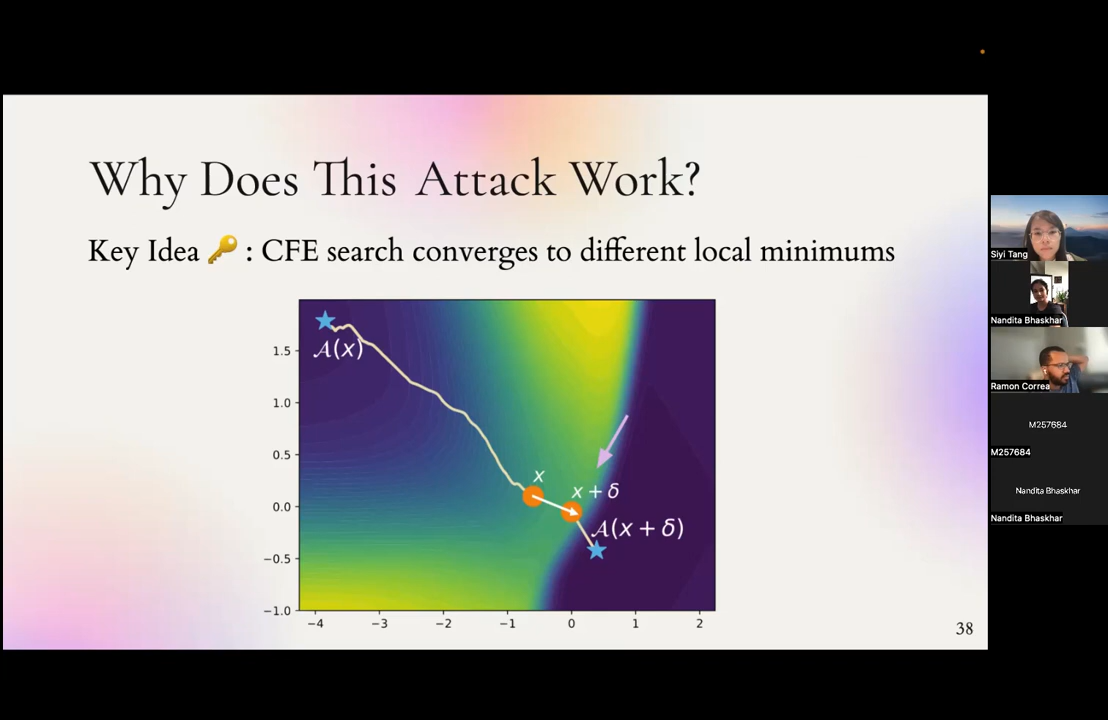 Why Does This Attack Work?
Key Idea 🔑 : CFE search converges to different local minimums
1.5
1.0
0.5
0.0
−0.5
−1.0
−4 −3 −2 −1 0 1 2
𝒜(x)
x
x + δ
𝒜(x + δ)
38
Siyi Tang
Nandita Bhaskhar
Ramon Correa
M257684
M257684
Nandita Bhaskhar
Nandita Bhaskhar